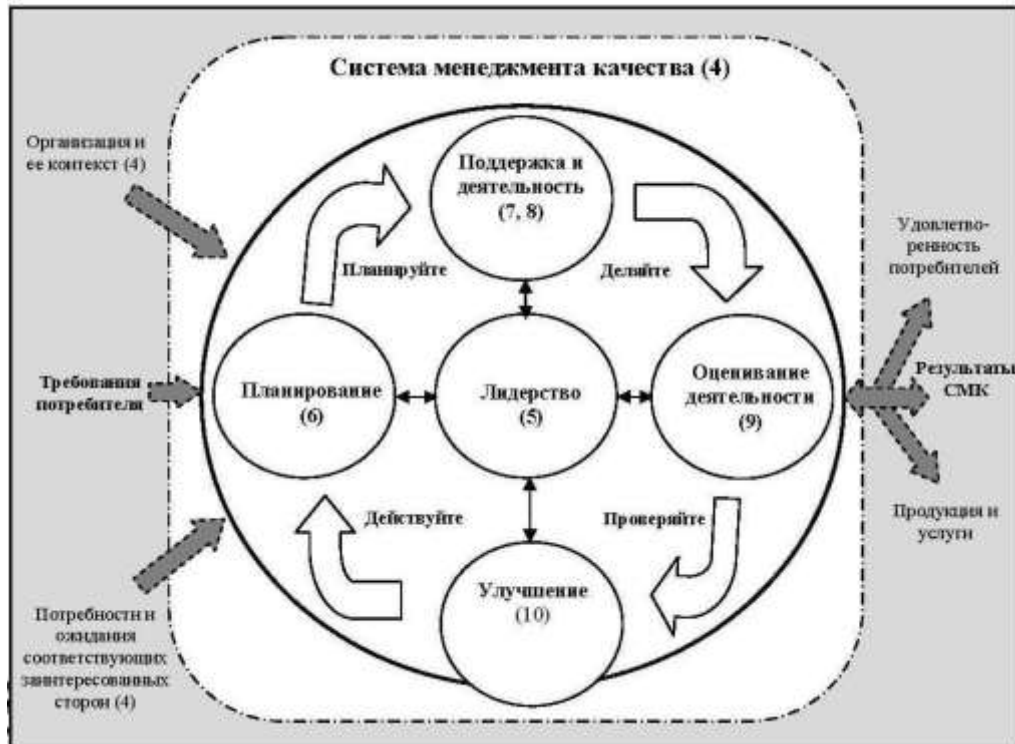 Система менеджмента качества (4)
Организация и
ее контекст (4)
Поддержка и
деятельность
(7, 8)
Планируйте
Делайте
Удовлетво-
ренность
потребителей
Требования
потребителя
Планирование
(6)
Лидерство
(5)
Оценивание
деятельности
(9)
Результаты
СМК
Действуйте
Проверяйте
Продукция и
услуги
Улучшение
(10)
Потребности и
ожидания
соответствующих
заинтересованных
сторон (4)